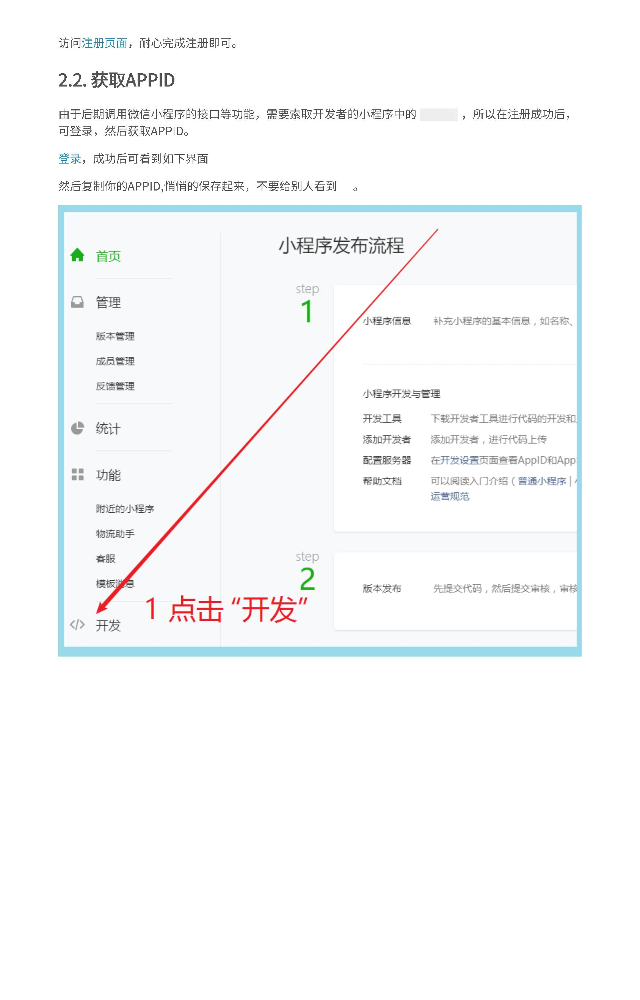 访问注册页面，耐心完成注册即可。
2.2. 获取APPID
由于后期调用微信小程序的接口等功能，需要索取开发者的小程序中的 ，所以在注册成功后，
可登录，然后获取APPID。
登录，成功后可看到如下界面
然后复制你的APPID,悄悄的保存起来，不要给别人看到 。
小程序发布流程
首页
管理
版本管理
成员管理
反馈管理
统计
功能
附近的小程序
物流助手
客服
模板消息
开发
1 点击 “开发”
step
1
小程序信息 补充小程序的基本信息，如名称、
小程序开发与管理
开发工具 下载开发者工具进行代码的开发和
添加开发者 添加开发者，进行代码上传
配置服务器 在开发设置页面查看AppID和App
帮助文档 可以阅读入门介绍（普通小程序 |
运营规范
step
2
版本发布 先提交代码，然后提交审核，审核